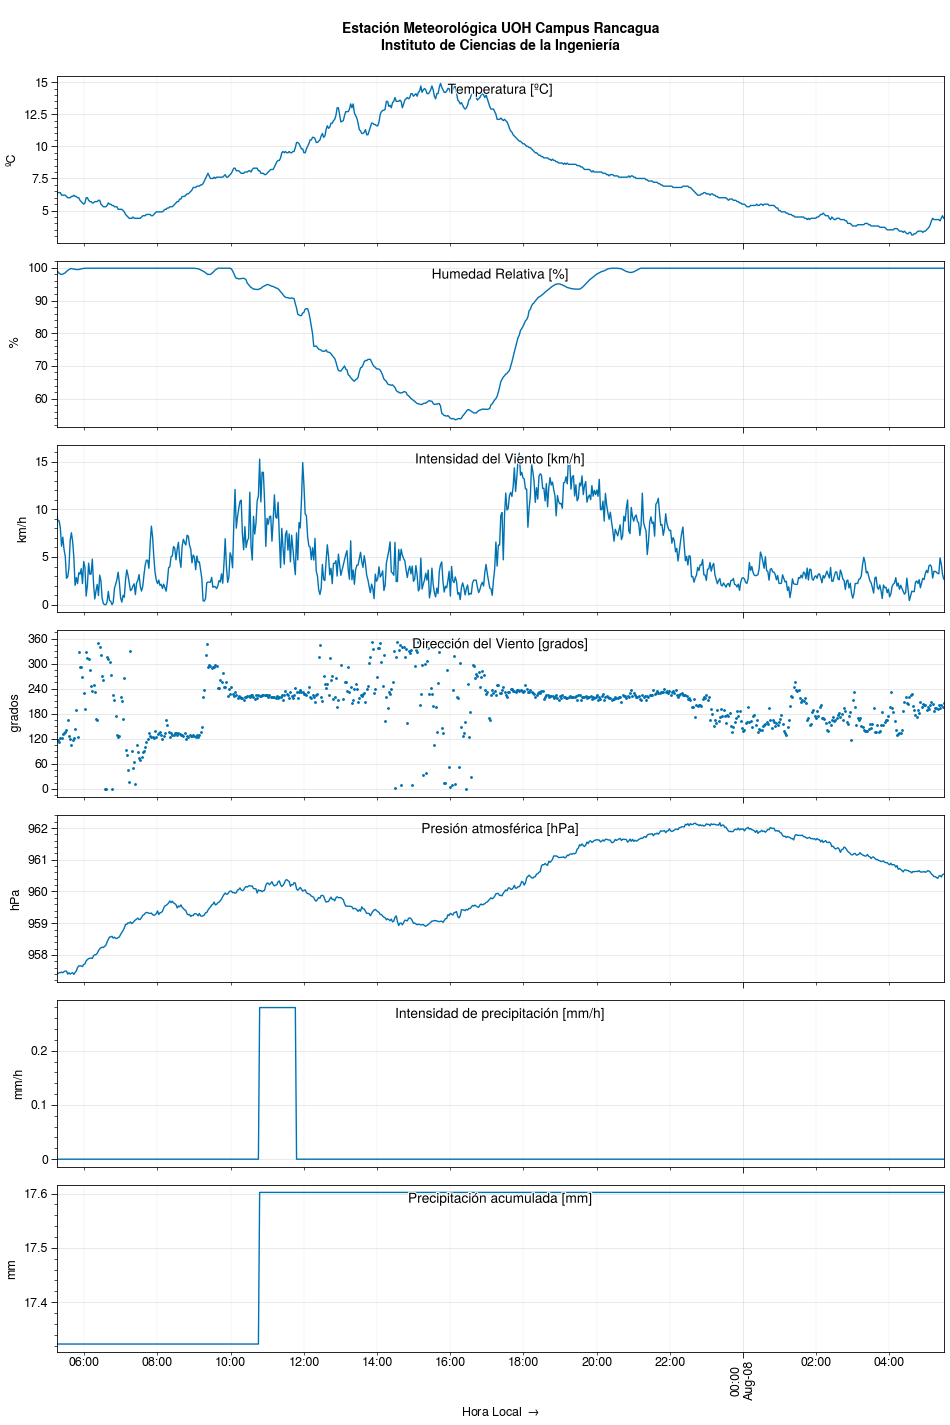 Estación Meteorológica UOH Campus Rancagua
Instituto de Ciencias de la Ingeniería
Temperatura [ºC]
ºC
15
12.5
10
7.5
5
Humedad Relativa [%]
%
100
90
80
70
60
Intensidad del Viento [km/h]
km/h
15
10
5
0
Dirección del Viento [grados]
grados
360
300
240
180
120
60
0
Presión atmosférica [hPa]
hPa
962
961
960
959
958
Intensidad de precipitación [mm/h]
mm/h
0.2
0.1
0
Precipitación acumulada [mm]
mm
17.6
17.5
17.4
06:00 08:00 10:00 12:00 14:00 16:00 18:00 20:00 22:00 00:00 02:00 04:00
Aug-08
Hora Local →